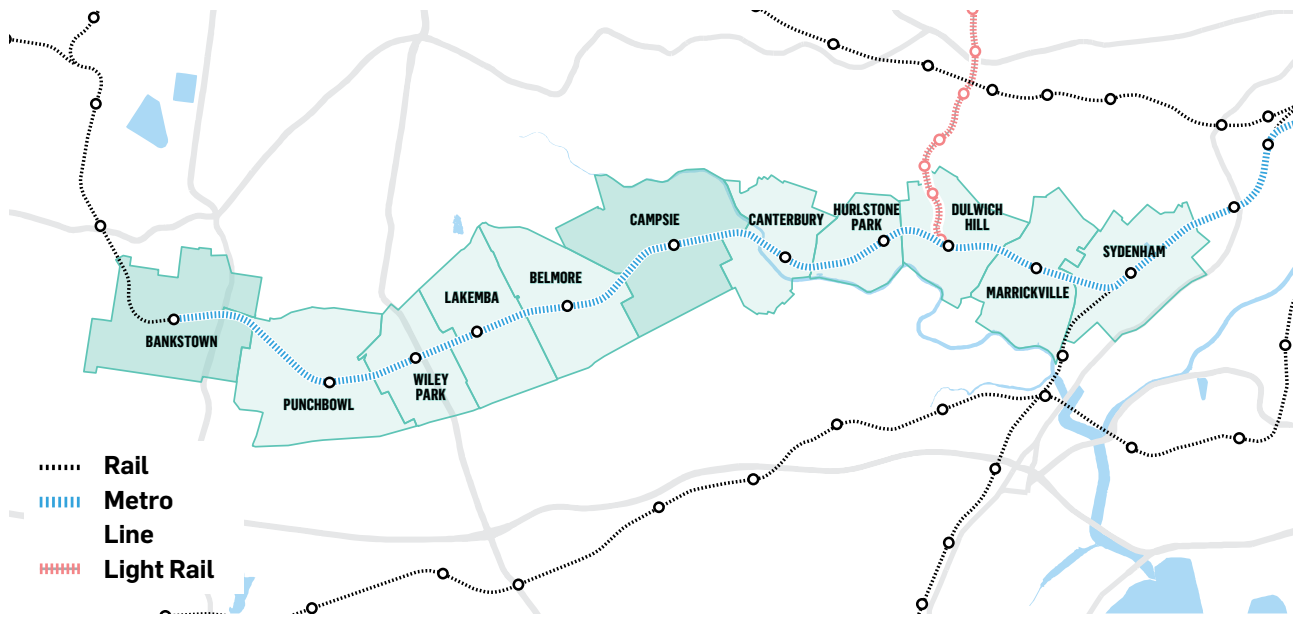 CAMPSIE
CANTERBURY
HURLSTONE
PARK
DULWICH
HILL
SYDENHAM
MARRICKVILLE
BELMORE
LAKEMBA
BANKSTOWN
WILEY
PARK
PUNCHBOWL
Rail
Metro
Line
Light Rail